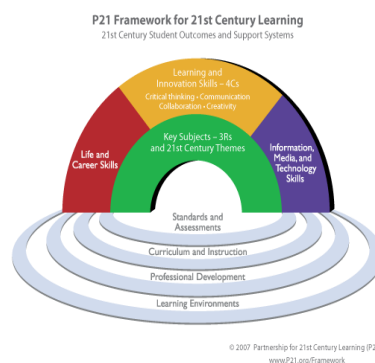 P21 Framework for 21st Century Learning
21st Century Student Outcomes and Support Systems
Learning and
Innovation Skills – 4Cs
Critical thinking • Communication
Collaboration • Creativity
Key Subjects – 3Rs
and 21st Century Themes
Life and
Career Skills
Information,
Media, and
Technology
Skills
Standards and
Assessments
Curriculum and Instruction
Professional Development
Learning Environments
© 2007 Partnership for 21st Century Learning (P2
www.P21.org/Framework